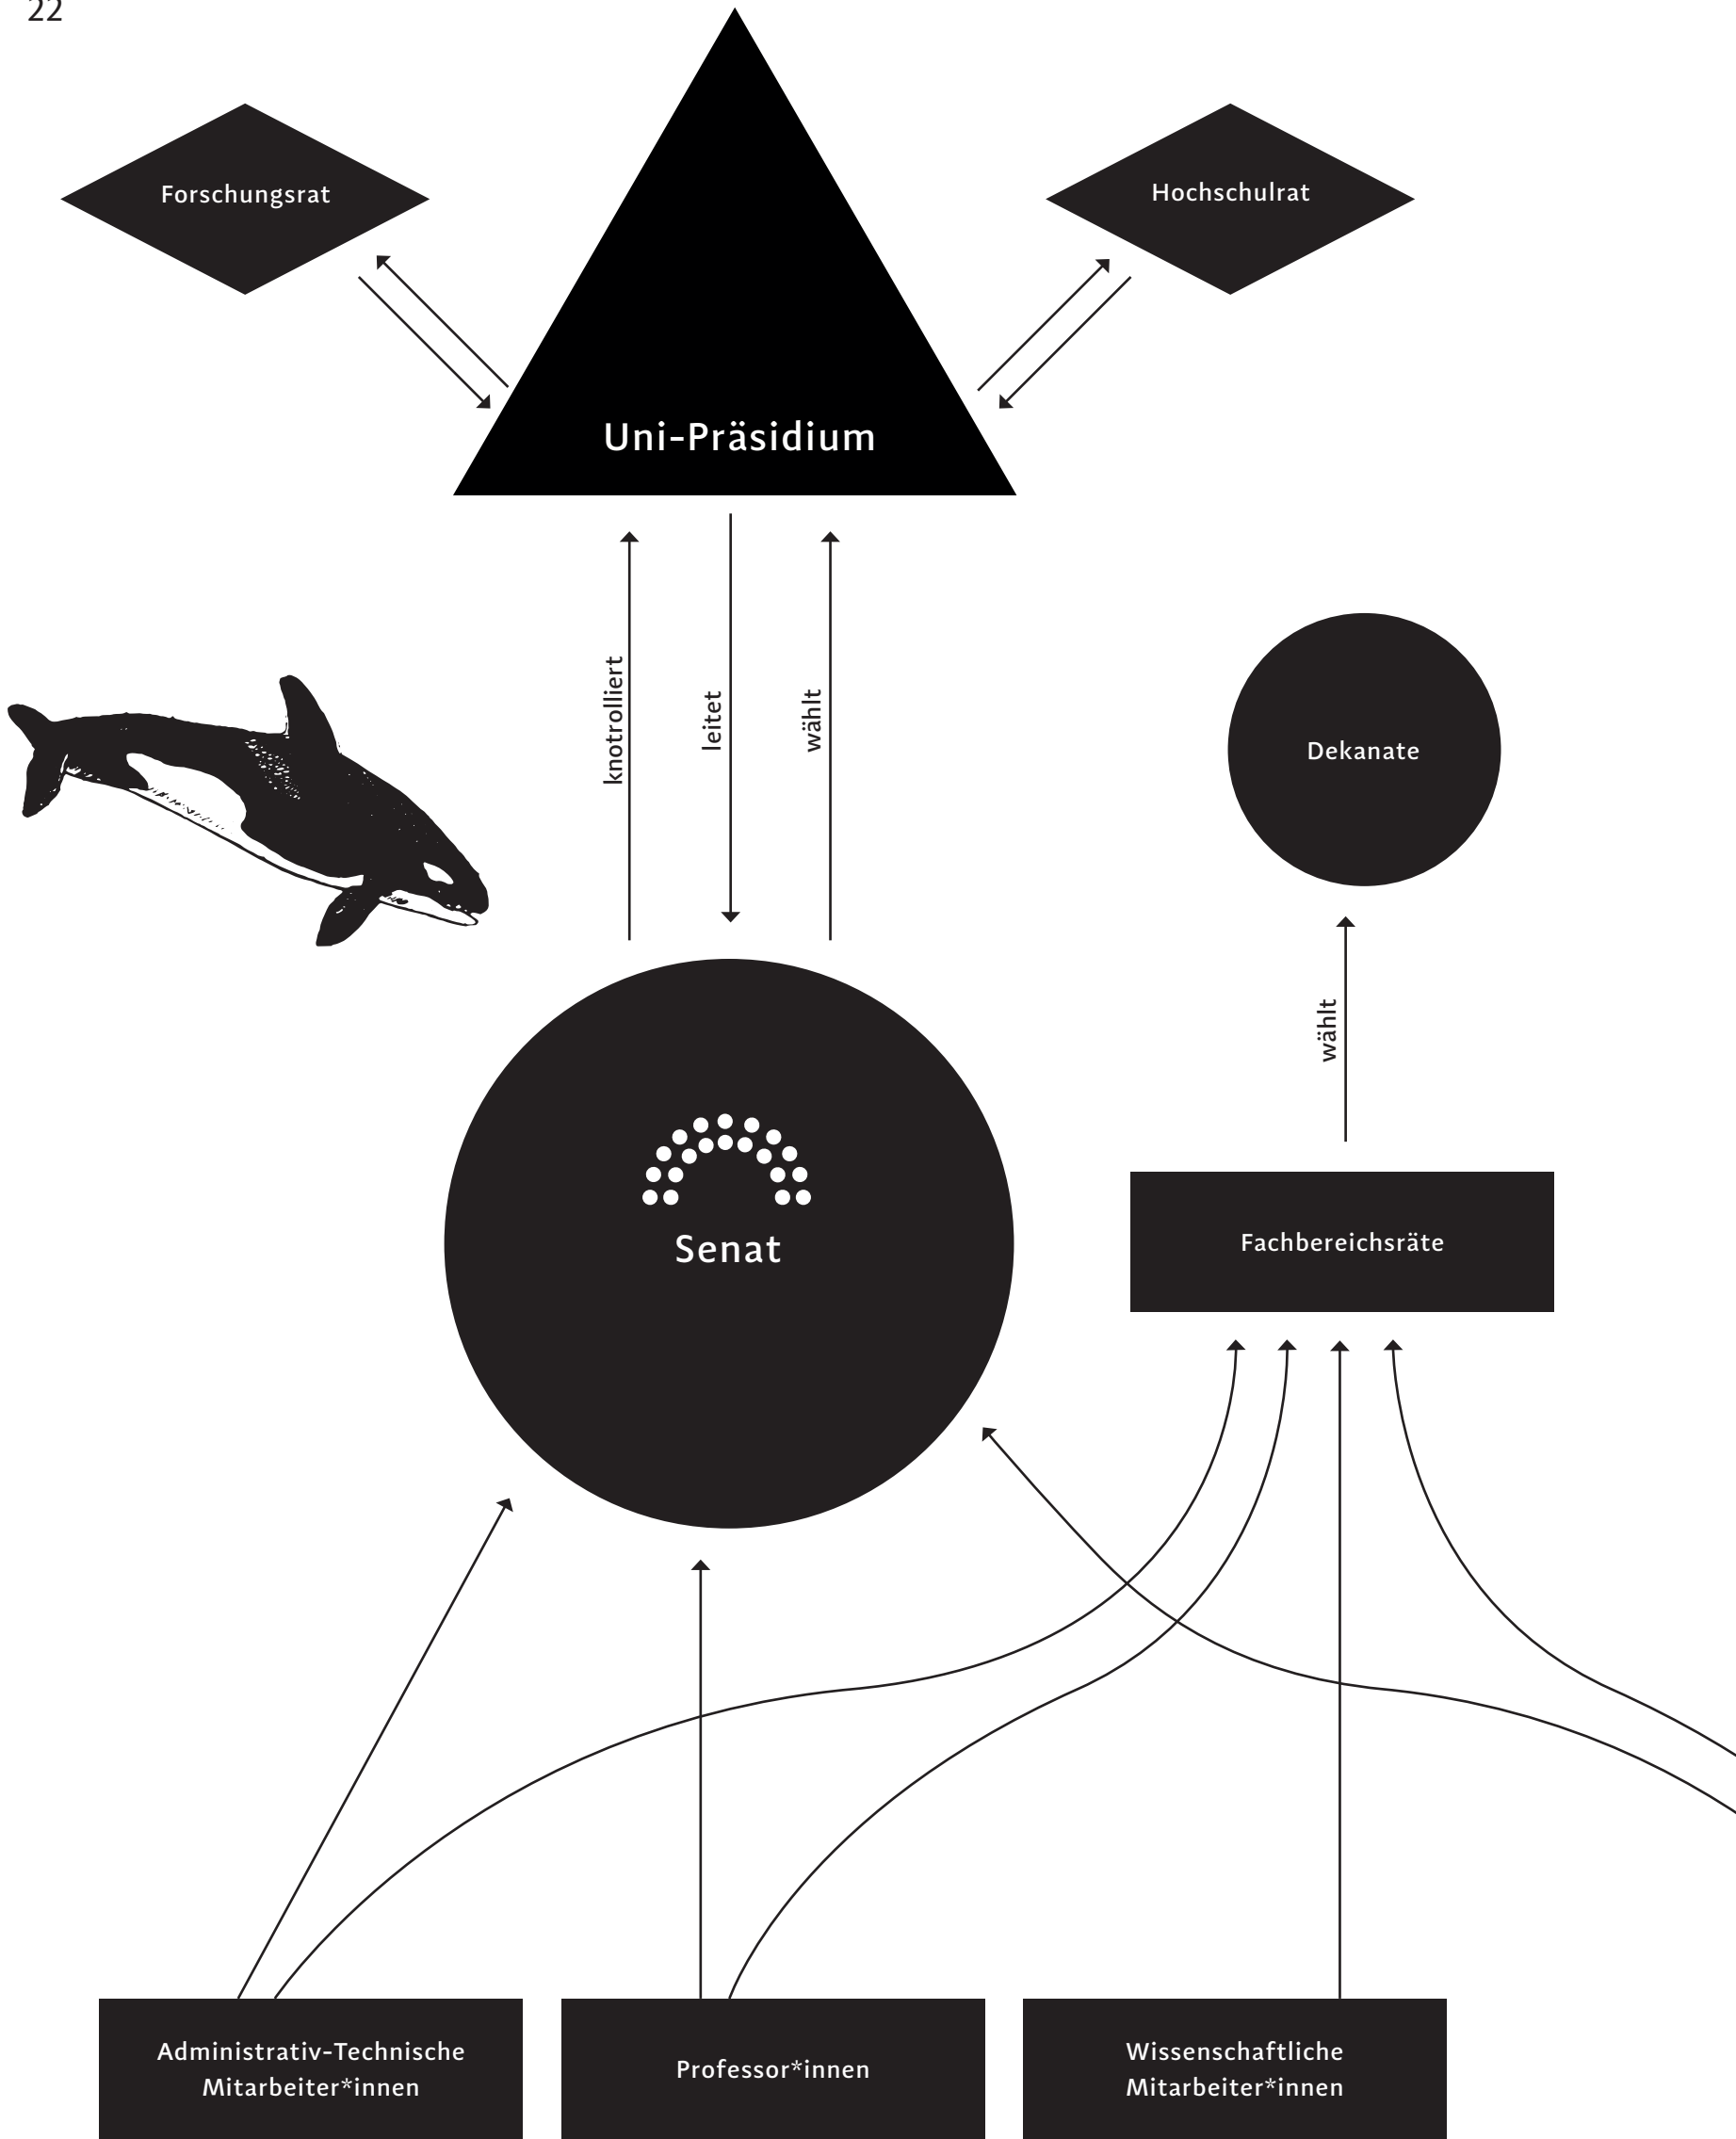 22
Forschungsrat
Hochschulrat
Uni-Präsidium
knotrolliert
leitet
wählt
Dekanate
wählt
Senat
Fachbereichsräte
Administrativ-Technische
Mitarbeiter*innen
Professor*innen
Wissenschaftliche
Mitarbeiter*innen